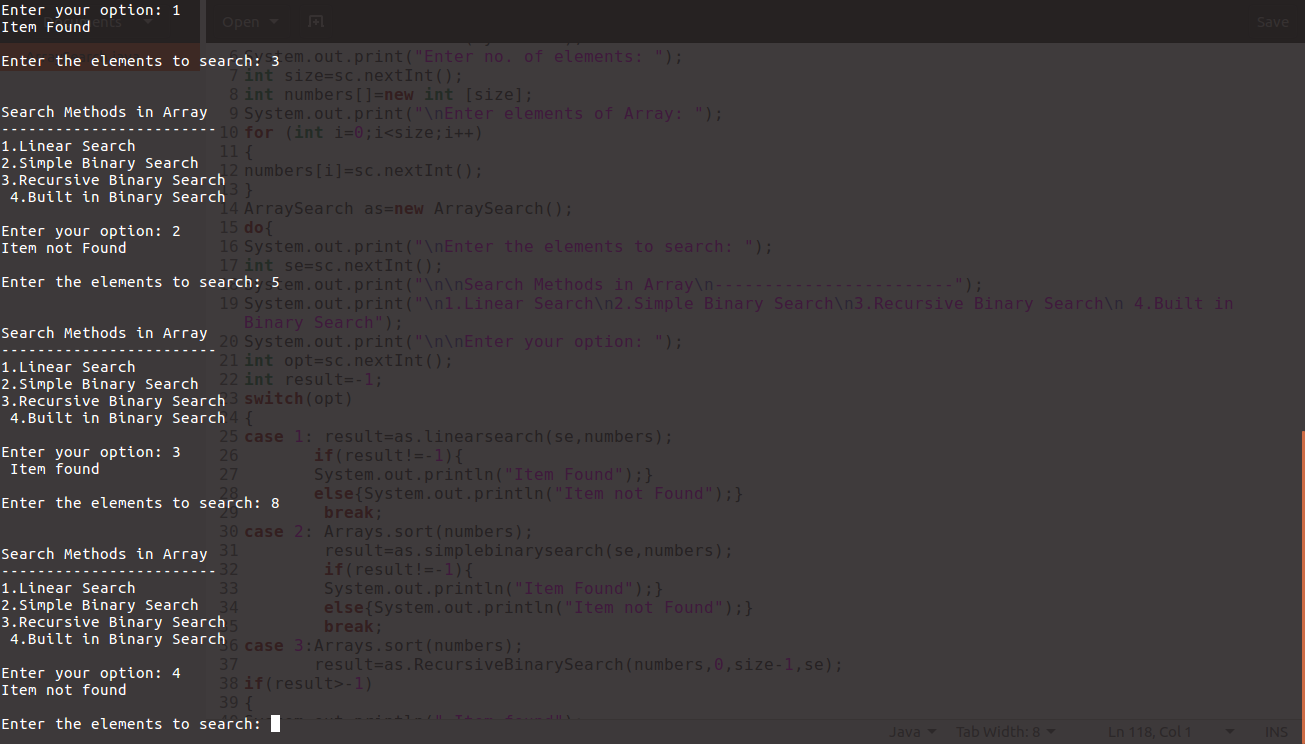 Enter your option: 1
Item Found
Enter the elements to search: 3
Search Methods in Array
------------------------
1.Linear Search
2.Simple Binary Search
3.Recursive Binary Search
 4.Built in Binary Search
Enter your option: 2
Item not Found
Enter the elements to search: 5
Search Methods in Array
------------------------
1.Linear Search
2.Simple Binary Search
3.Recursive Binary Search
 4.Built in Binary Search
Enter your option: 3
 Item found
Enter the elements to search: 8
Search Methods in Array
------------------------
1.Linear Search
2.Simple Binary Search
3.Recursive Binary Search
 4.Built in Binary Search
Enter your option: 4
Item not found
Enter the elements to search:
Open
Save
6 System.out.print("Enter no. of elements: ");
7 int size=sc.nextInt();
8 int numbers[]=new int [size];
9 System.out.print("\nEnter elements of Array: ");
10 for (int i=0;i<size;i++)
11 {
12 numbers[i]=sc.nextInt();
13 }
14 ArraySearch as=new ArraySearch();
15 do{
16 System.out.print("\nEnter the elements to search: ");
17 int se=sc.nextInt();
System.out.print("\n\nSearch Methods in Array\n------------------------");
19 System.out.print("\n1.Linear Search\n2.Simple Binary Search\n3.Recursive Binary Search\n 4.Built in
Binary Search");
20 System.out.print("\n\nEnter your option: ");
21 int opt=sc.nextInt();
22 int result=-1;
23 switch(opt)
24 {
25 case 1: result=as.linearsearch(se,numbers);
26 if(result!=-1){
27 System.out.println("Item Found");}
28 else{System.out.println("Item not Found");}
29 break;
30 case 2: Arrays.sort(numbers);
31 result=as.simplebinarysearch(se,numbers);
32 if(result!=-1){
33 System.out.println("Item Found");}
34 else{System.out.println("Item not Found");}
35 break;
36 case 3:Arrays.sort(numbers);
37 result=as.RecursiveBinarySearch(numbers,0,size-1,se);
38 if(result>-1)
39 {
Java Tab Width: 8 Ln 118, Col 1 INS